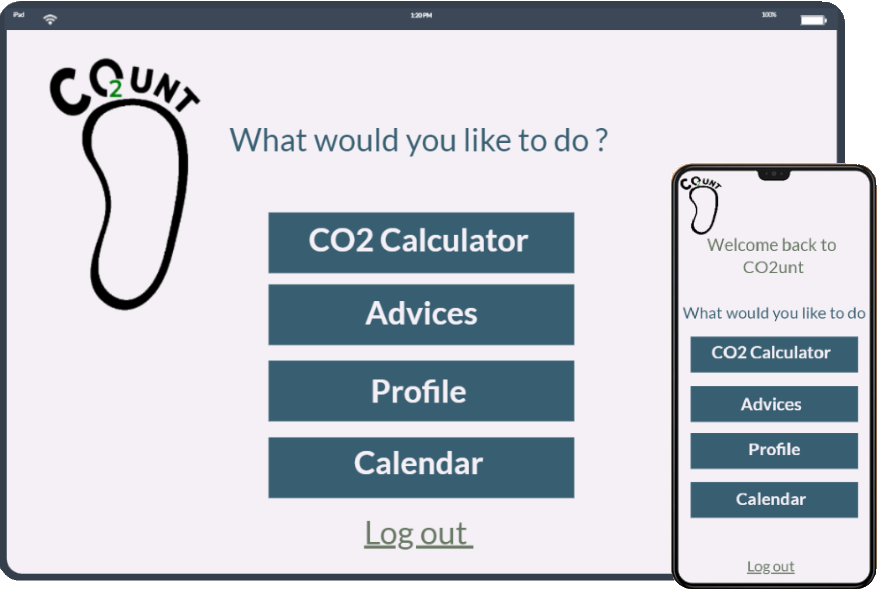 iPad
1:20 PM
100%
CO2UNT
What would you like to do ?
CO2 Calculator
Advices
Profile
Calendar
Log out
CO2UNT
Welcome back to
CO2unt
What would you like to do
CO2 Calculator
Advices
Profile
Calendar
Log out